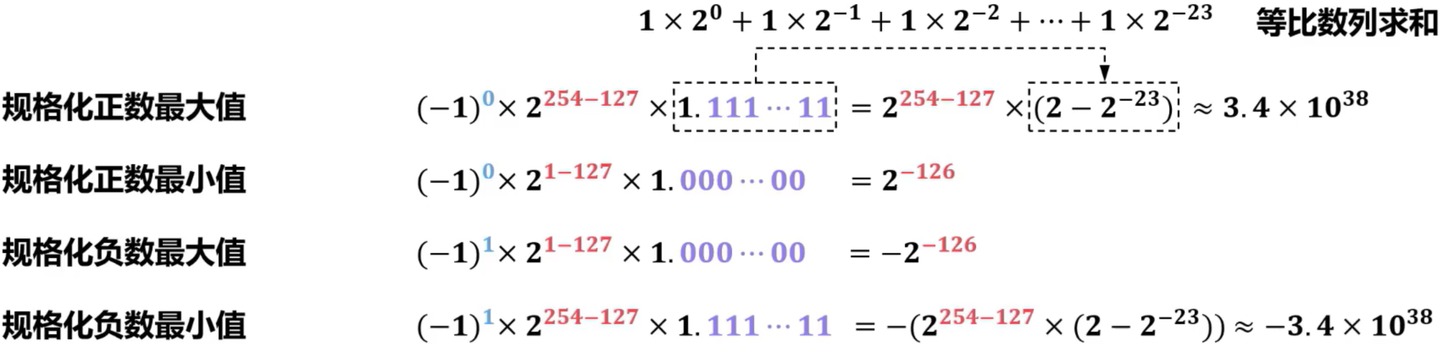 1 × 2⁰ + 1 × 2⁻¹ + 1 × 2⁻² + ⋯ + 1 × 2⁻²³ 等比数列求和
规格化正数最大值 (−1)⁰ × 2²⁵⁴⁻¹²⁷ × 1.111⋯11 = 2²⁵⁴⁻¹²⁷ × (2 − 2⁻²³) ≈ 3.4 × 10³⁸
规格化正数最小值 (−1)⁰ × 2¹⁻¹²⁷ × 1.000⋯00 = 2⁻¹²⁶
规格化负数最大值 (−1)¹ × 2¹⁻¹²⁷ × 1.000⋯00 = −2⁻¹²⁶
规格化负数最小值 (−1)¹ × 2²⁵⁴⁻¹²⁷ × 1.111⋯11 = −(2²⁵⁴⁻¹²⁷ × (2 − 2⁻²³)) ≈ −3.4 × 10³⁸